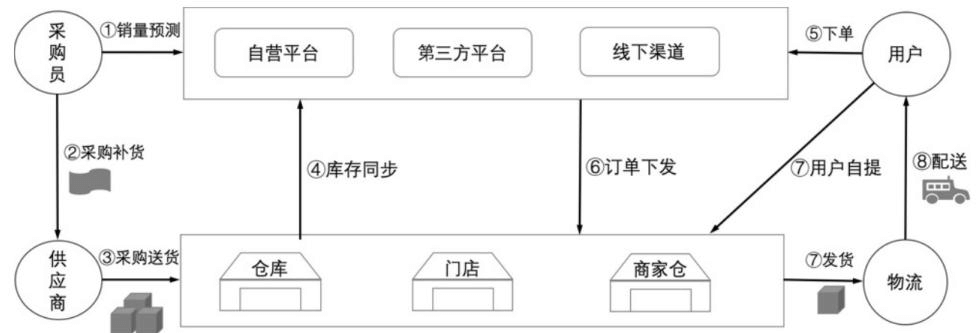 采购员
①销量预测
自营平台
第三方平台
线下渠道
⑤下单
用户
②采购补货
④库存同步
⑥订单下发
⑦用户自提
⑧配送
供应商
③采购送货
仓库
门店
商家仓
⑦发货
物流